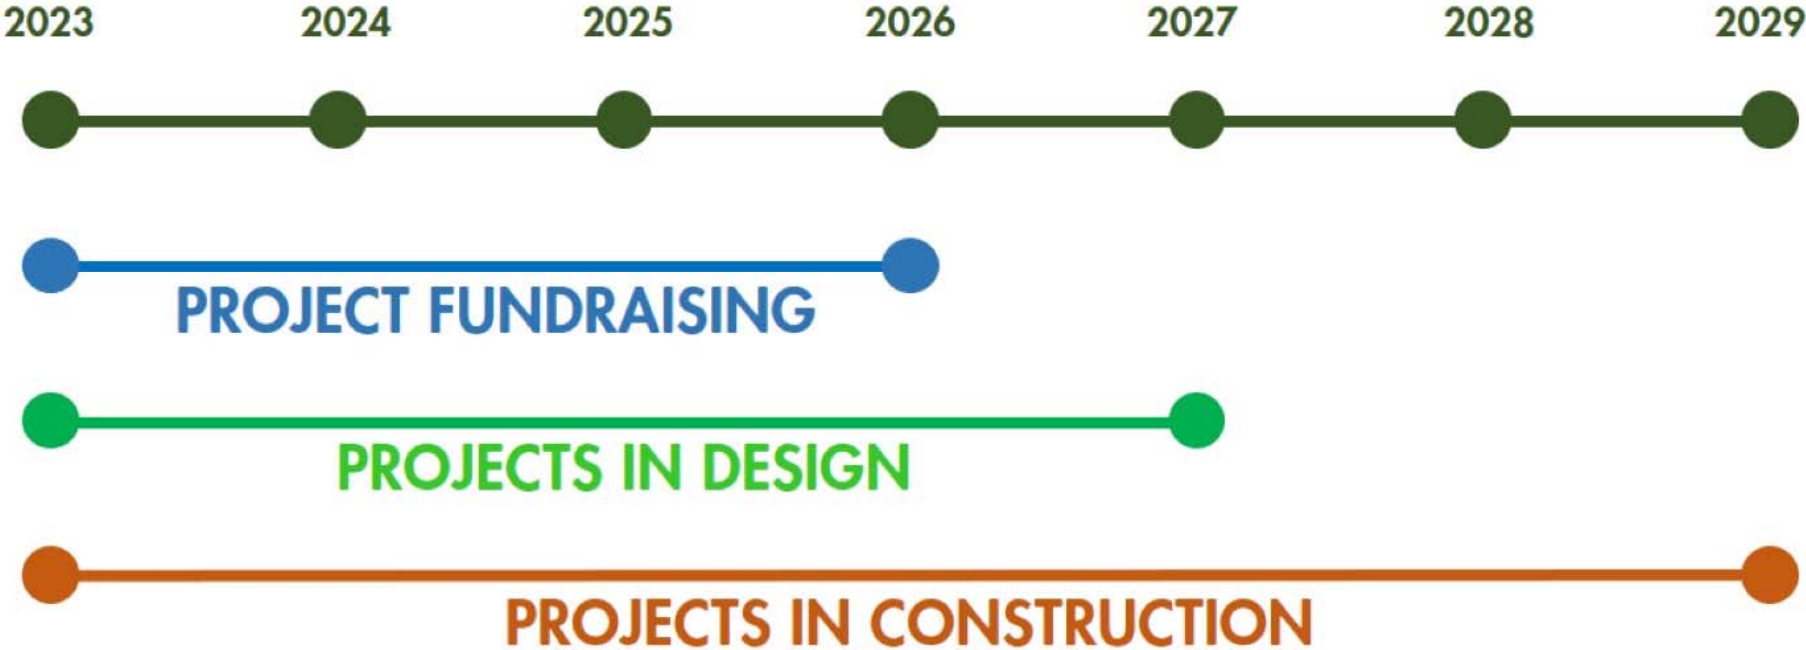 2023 2024 2025 2026 2027 2028 2029
PROJECT FUNDRAISING
PROJECTS IN DESIGN
PROJECTS IN CONSTRUCTION